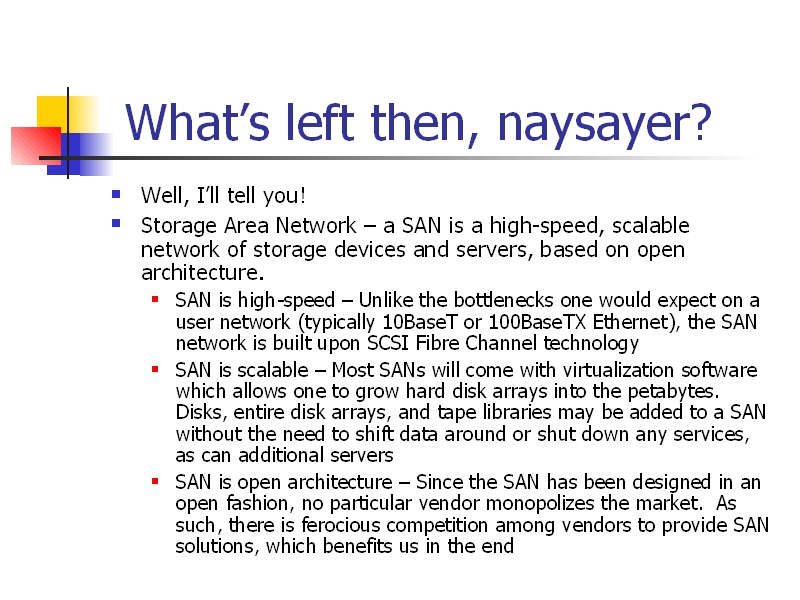 What’s left then, naysayer?
Well, I’ll tell you!
Storage Area Network – a SAN is a high-speed, scalable
network of storage devices and servers, based on open
architecture.
SAN is high-speed – Unlike the bottlenecks one would expect on a
user network (typically 10BaseT or 100BaseTX Ethernet), the SAN
network is built upon SCSI Fibre Channel technology
SAN is scalable – Most SANs will come with virtualization software
which allows one to grow hard disk arrays into the petabytes.
Disks, entire disk arrays, and tape libraries may be added to a SAN
without the need to shift data around or shut down any services,
as can additional servers
SAN is open architecture – Since the SAN has been designed in an
open fashion, no particular vendor monopolizes the market.  As
such, there is ferocious competition among vendors to provide SAN
solutions, which benefits us in the end